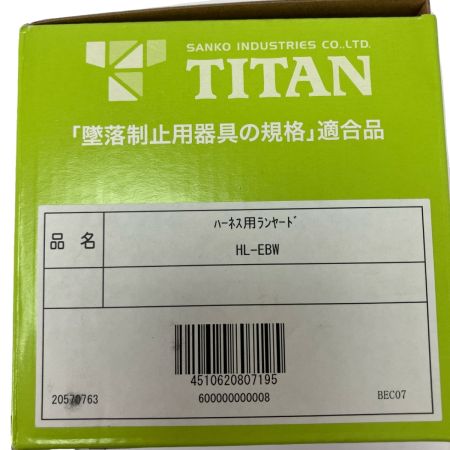 SANKO INDUSTRIES CO.,LTD.
TITAN
「墜落制止用器具の規格」適合品
品 名
ハーネス用ランヤード
HL-EBW
4510620807195
20570763
600000000008
BEC07